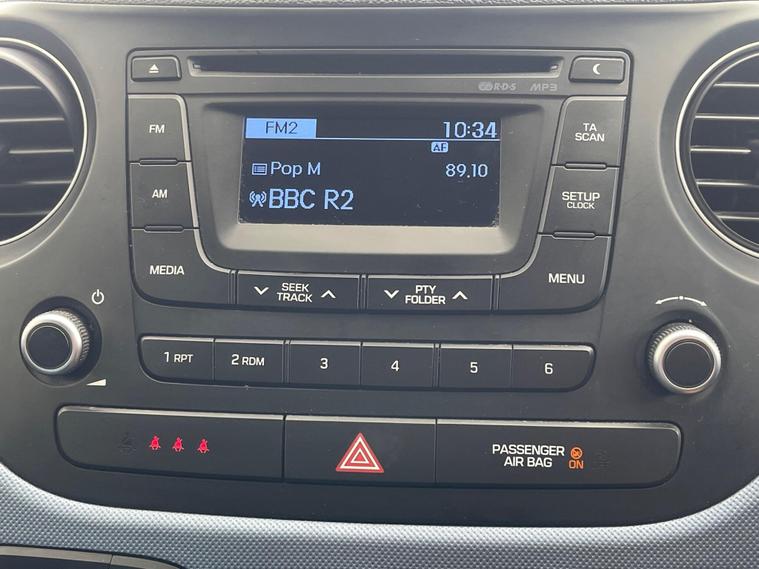 R·D·S MP3
FM2 10:34
AF
Pop M 89.10
BBC R2
FM
AM
MEDIA
TA
SCAN
SETUP
CLOCK
MENU
SEEK
TRACK
PTY
FOLDER
1 RPT 2 RDM 3 4 5 6
PASSENGER
AIR BAG ON